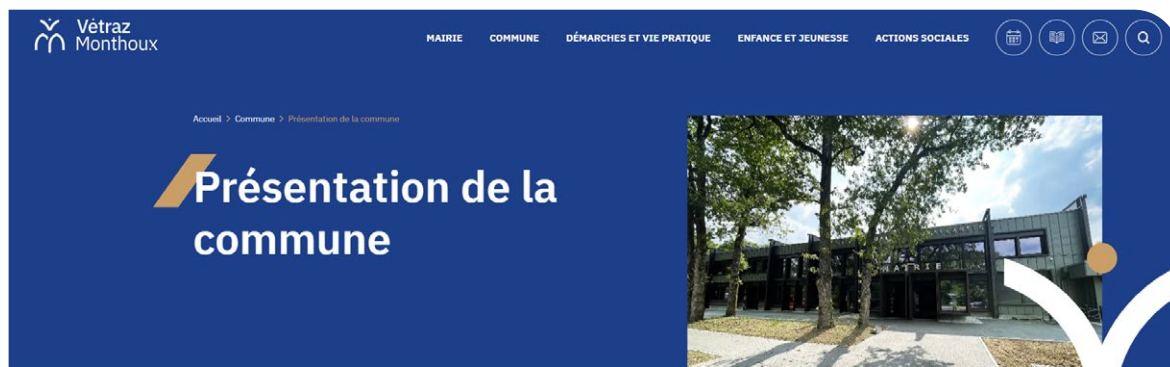 Vétraz
Monthoux
MAIRIE COMMUNE DÉMARCHES ET VIE PRATIQUE ENFANCE ET JEUNESSE ACTIONS SOCIALES
Accueil > Commune > Présentation de la commune
Présentation de la
commune
MAIRIE